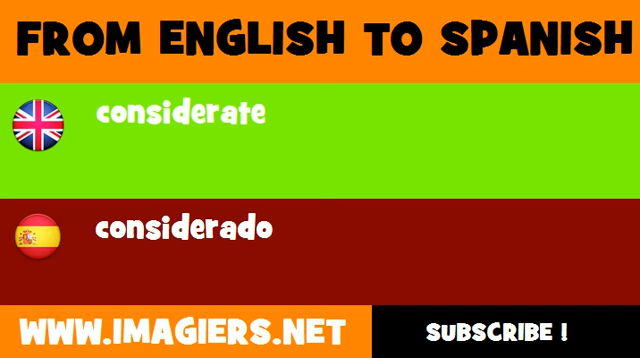 FROM ENGLISH TO SPANISH
considerate
considerado
WWW.IMAGIERS.NET
SUBSCRIBE !